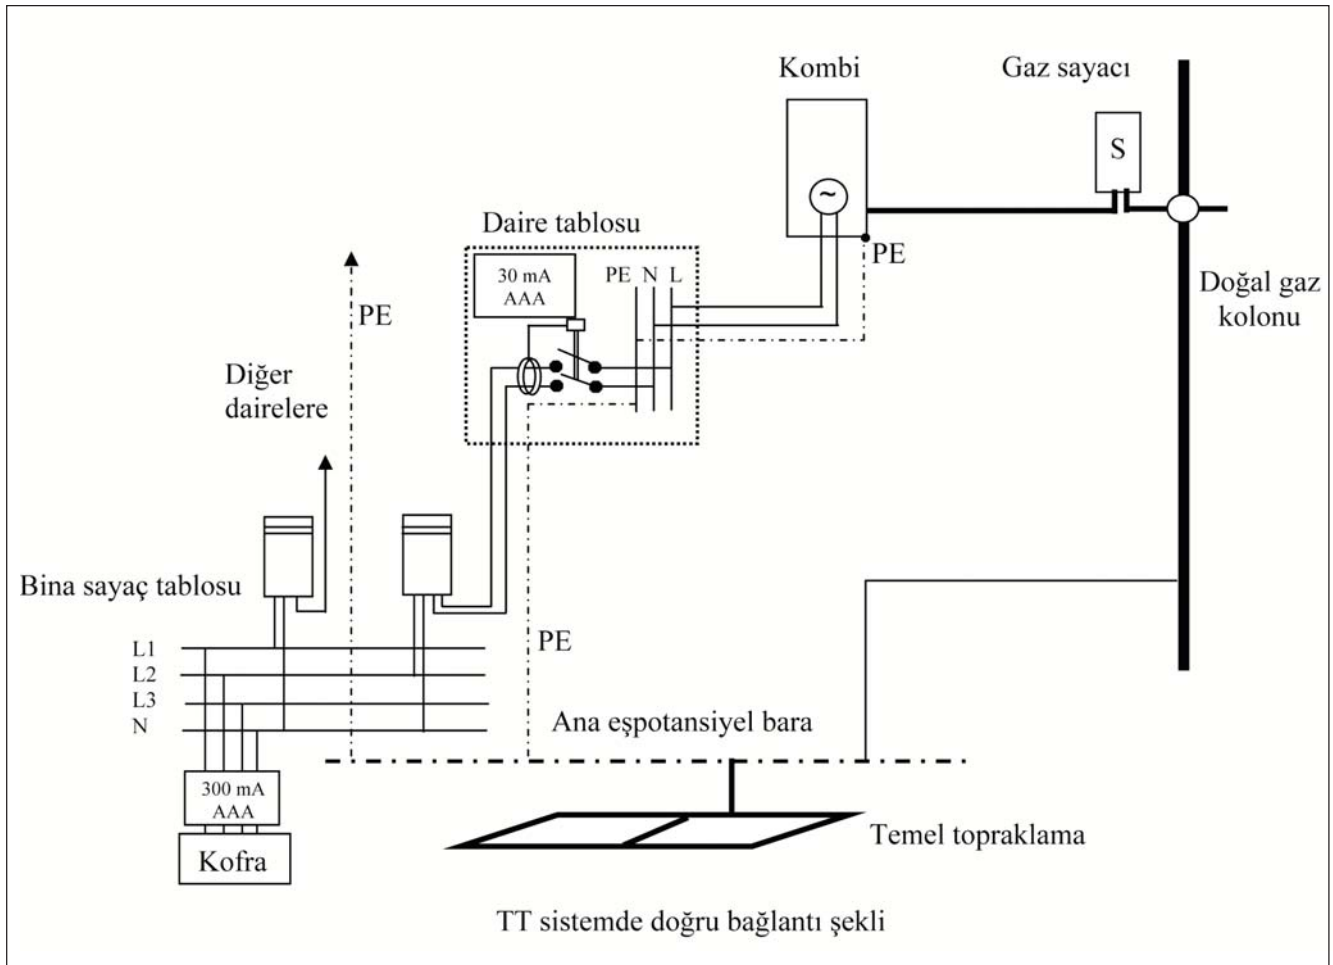 Kombi
Gaz sayacı
S
~
Daire tablosu
30 mA
AAA
PE N L
PE
Doğal gaz
kolonu
PE
Diğer
dairelere
Bina sayaç tablosu
PE
L1
L2
L3
N
Ana eşpotansiyel bara
300 mA
AAA
Kofra
Temel topraklama
TT sistemde doğru bağlantı şekli